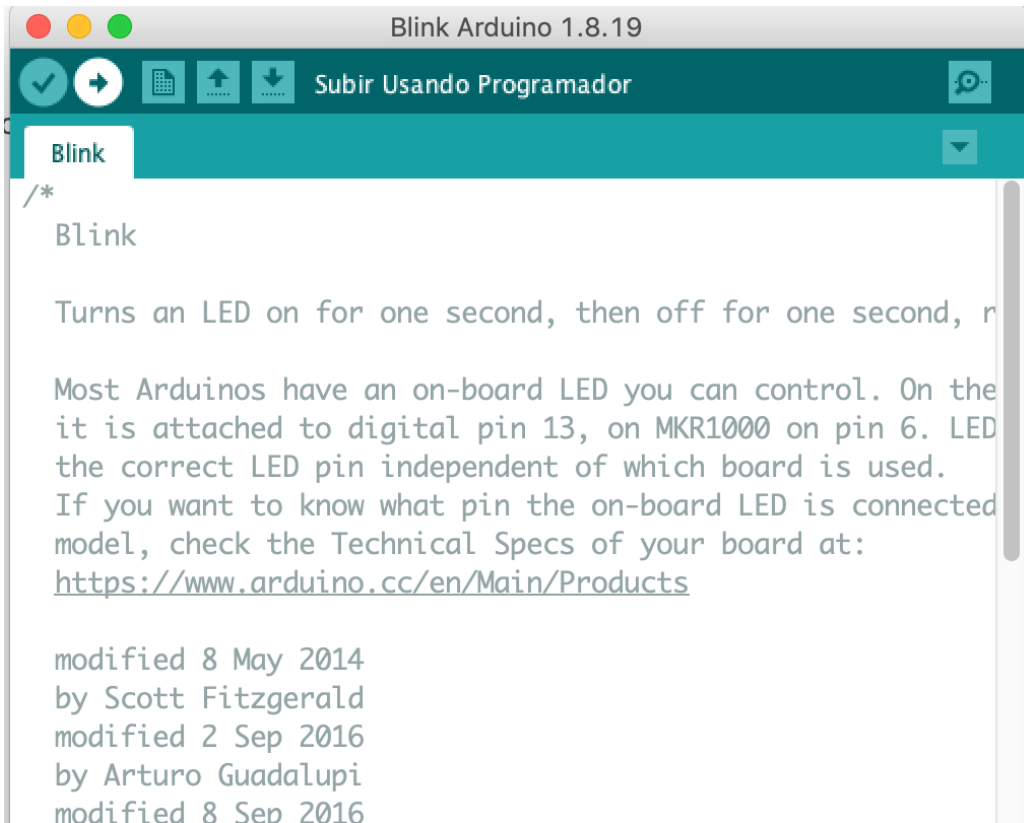 Blink Arduino 1.8.19
Subir Usando Programador
Blink
/*
Blink
Turns an LED on for one second, then off for one second, r
Most Arduinos have an on-board LED you can control. On the
it is attached to digital pin 13, on MKR1000 on pin 6. LED
the correct LED pin independent of which board is used.
If you want to know what pin the on-board LED is connected
model, check the Technical Specs of your board at:
https://www.arduino.cc/en/Main/Products
modified 8 May 2014
by Scott Fitzgerald
modified 2 Sep 2016
by Arturo Guadalupi
modified 8 Sep 2016